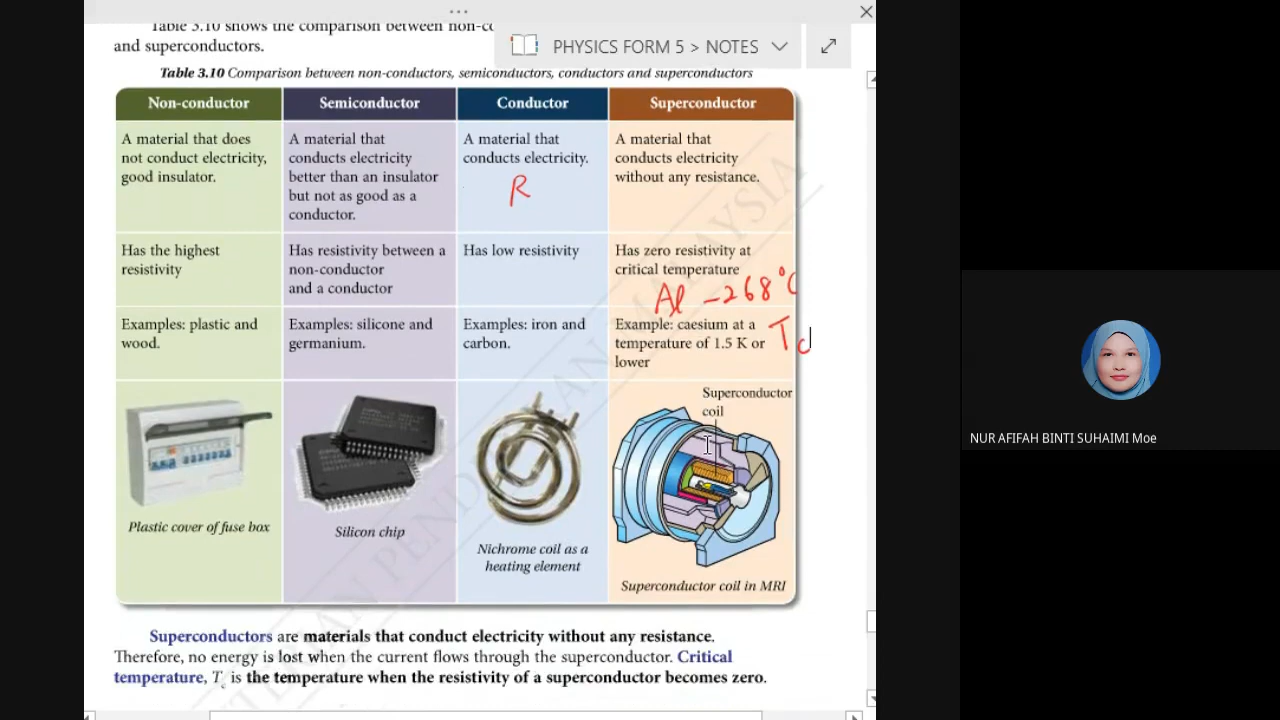 Table 3.10 shows the comparison between non-co
and superconductors.
PHYSICS FORM 5 > NOTES
Table 3.10 Comparison between non-conductors, semiconductors, conductors and superconductors
Non-conductor
Semiconductor
Conductor
Superconductor
A material that does
not conduct electricity,
good insulator.
A material that
conducts electricity
better than an insulator
but not as good as a
conductor.
A material that
conducts electricity.
R
A material that
conducts electricity
without any resistance.
Has the highest
resistivity
Has resistivity between a
non-conductor
and a conductor
Has low resistivity
Has zero resistivity at
critical temperature
Al -268°C
Examples: plastic and
wood.
Examples: silicone and
germanium.
Examples: iron and
carbon.
Example: caesium at a
temperature of 1.5 K or
lower
Tc
Plastic cover of fuse box
Silicon chip
Nichrome coil as a
heating element
Superconductor
coil
Superconductor coil in MRI
Superconductors are materials that conduct electricity without any resistance.
Therefore, no energy is lost when the current flows through the superconductor. Critical
temperature, Tc is the temperature when the resistivity of a superconductor becomes zero.
NUR AFIFAH BINTI SUHAIMI Moe